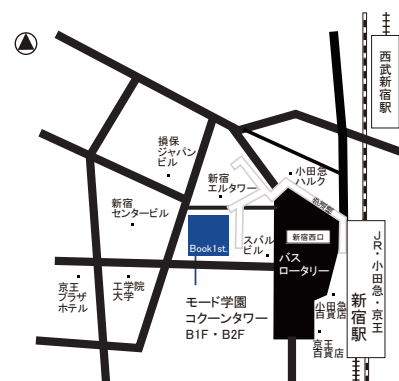 西武新宿駅
損保
ジャパン
ビル
新宿
エルタワー
小田急
ハルク
新宿
センタービル
地下道
新宿西口
Book1st.
スバル
ビル
バス
ロータリー
JR・小田急・京王
新宿駅
京王
プラザ
ホテル
工学院
大学
モード学園
コクーンタワー
B1F・B2F
小田急
百貨店
京王
百貨店